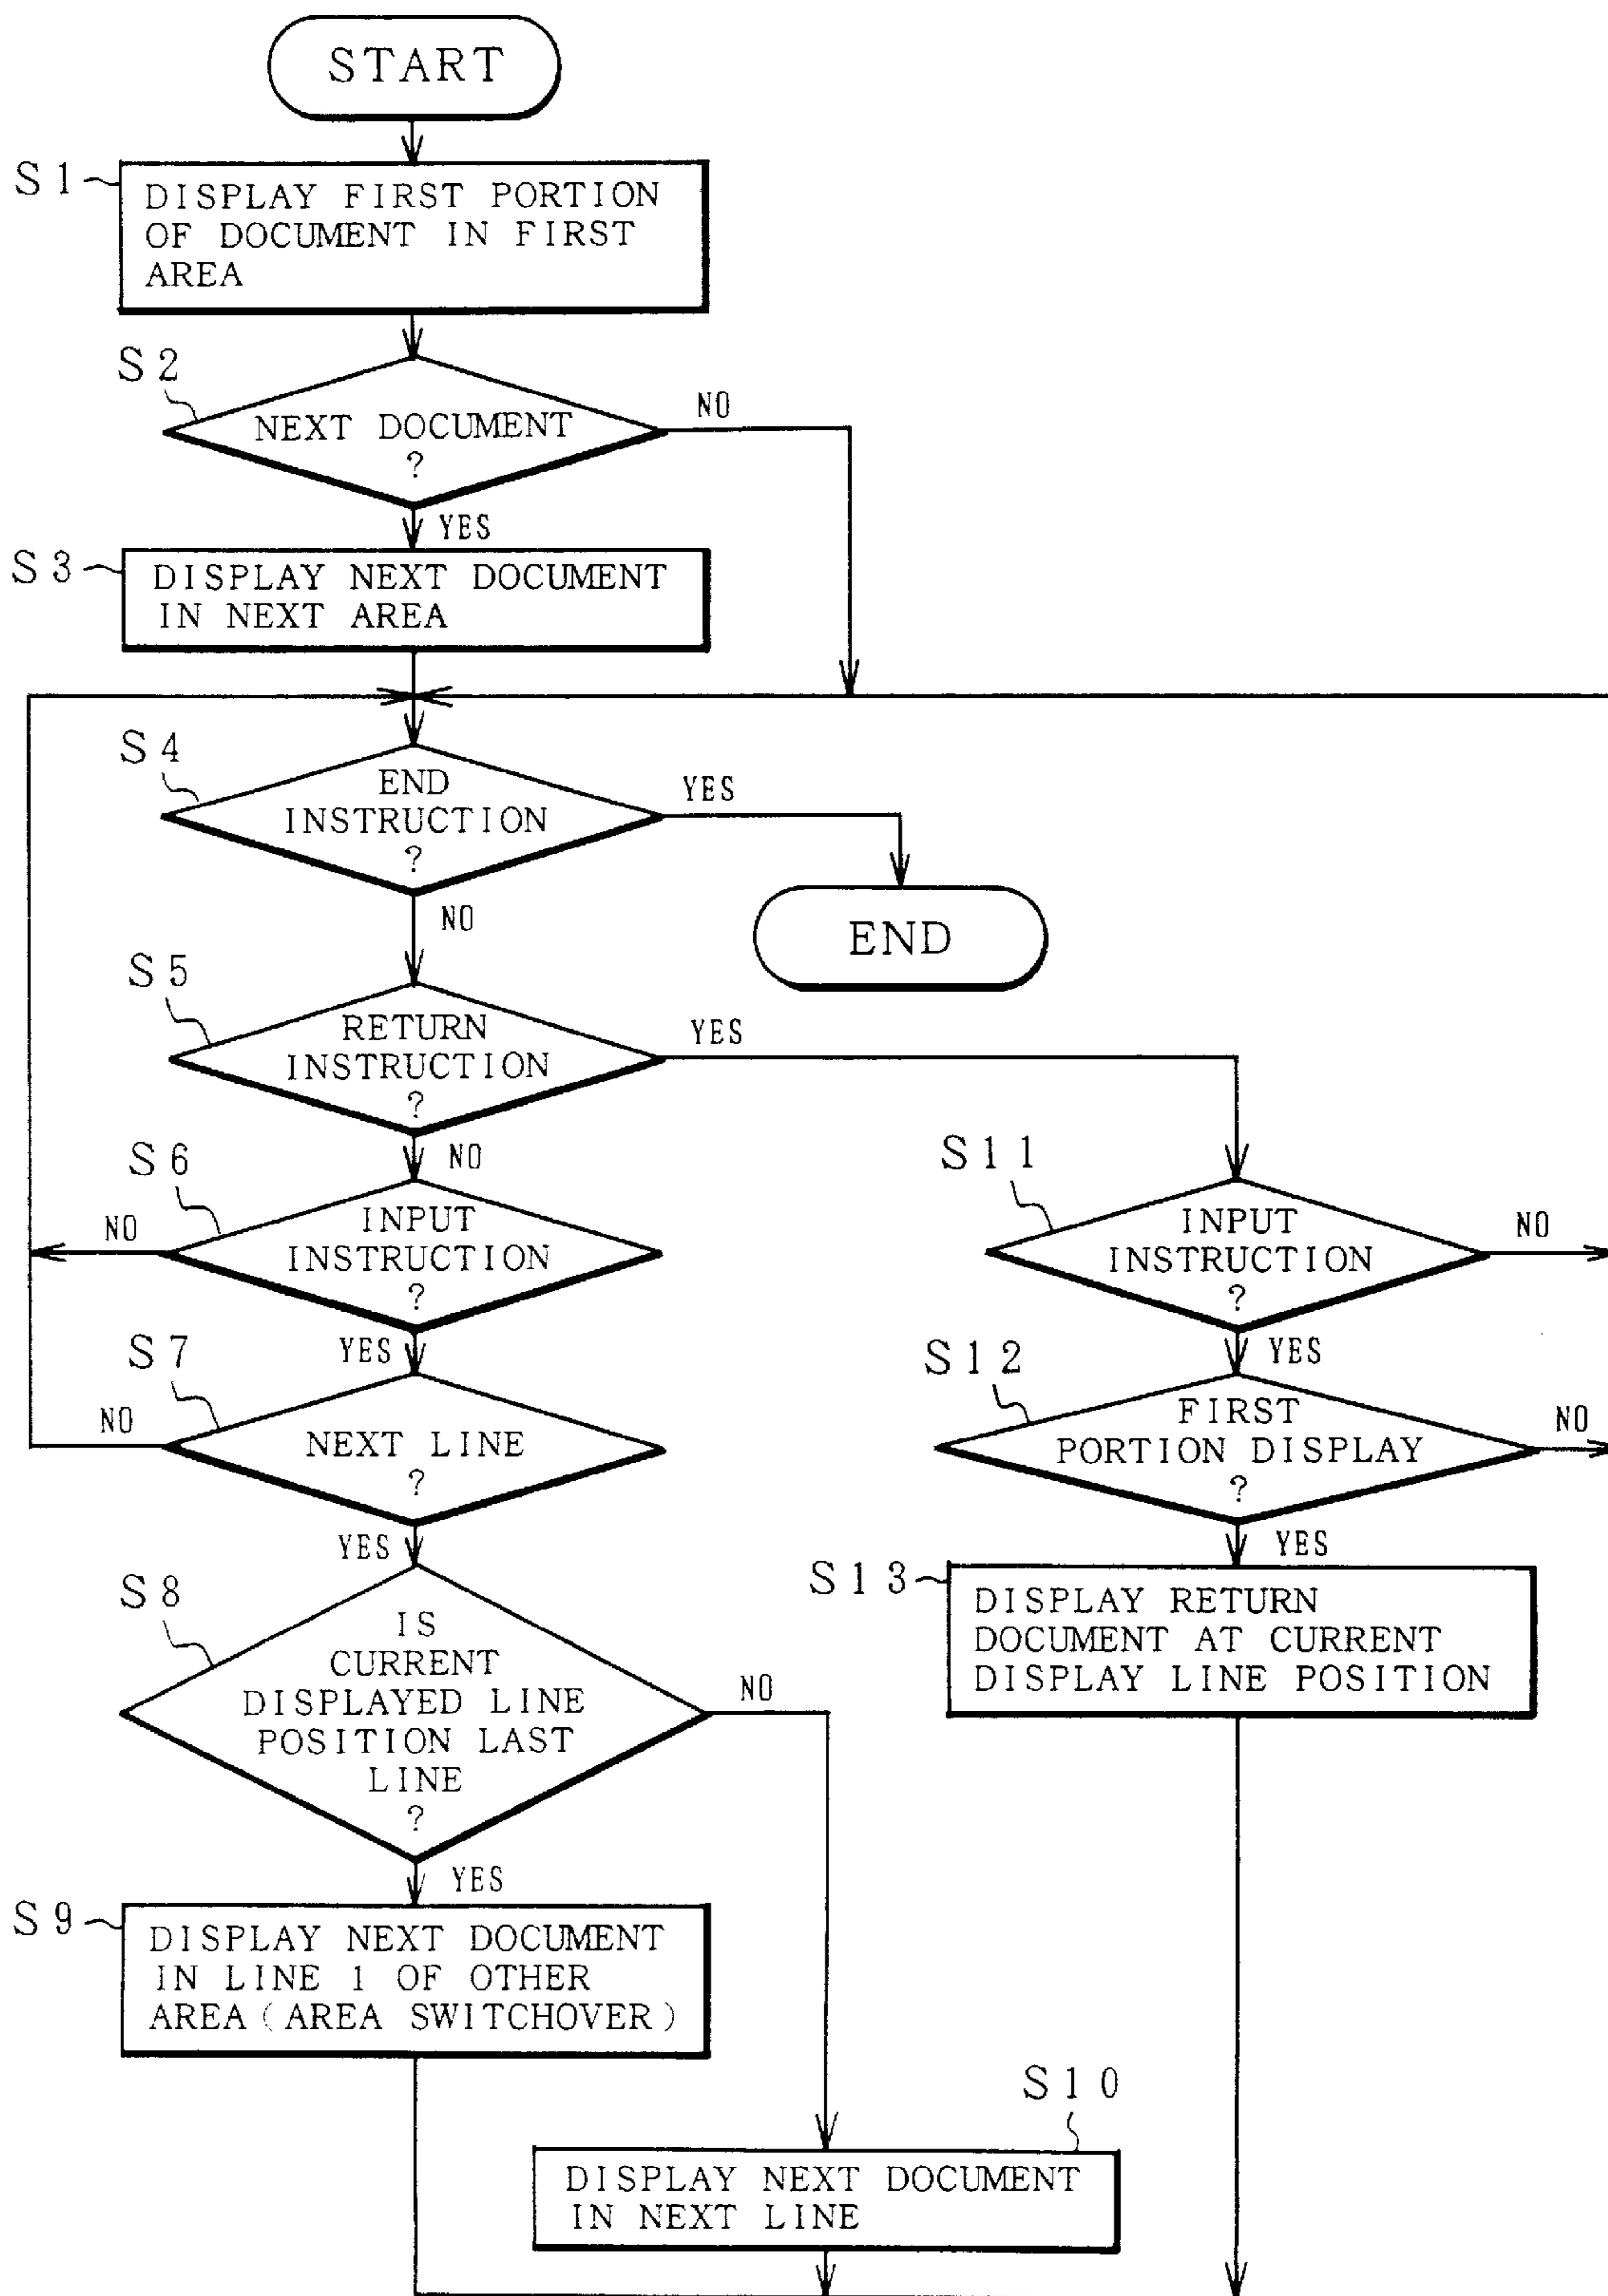 START
S1
DISPLAY FIRST PORTION
OF DOCUMENT IN FIRST
AREA
S2
NEXT DOCUMENT
?
NO
YES
S3
DISPLAY NEXT DOCUMENT
IN NEXT AREA
S4
END
INSTRUCTION
?
YES
NO
END
S5
RETURN
INSTRUCTION
?
YES
NO
S6
INPUT
INSTRUCTION
?
NO
YES
S7
NEXT LINE
?
NO
YES
S8
IS
CURRENT
DISPLAYED LINE
POSITION LAST
LINE
?
NO
YES
S9
DISPLAY NEXT DOCUMENT
IN LINE 1 OF OTHER
AREA (AREA SWITCHOVER)
S10
DISPLAY NEXT DOCUMENT
IN NEXT LINE
S11
INPUT
INSTRUCTION
?
NO
YES
S12
FIRST
PORTION DISPLAY
?
NO
YES
S13
DISPLAY RETURN
DOCUMENT AT CURRENT
DISPLAY LINE POSITION